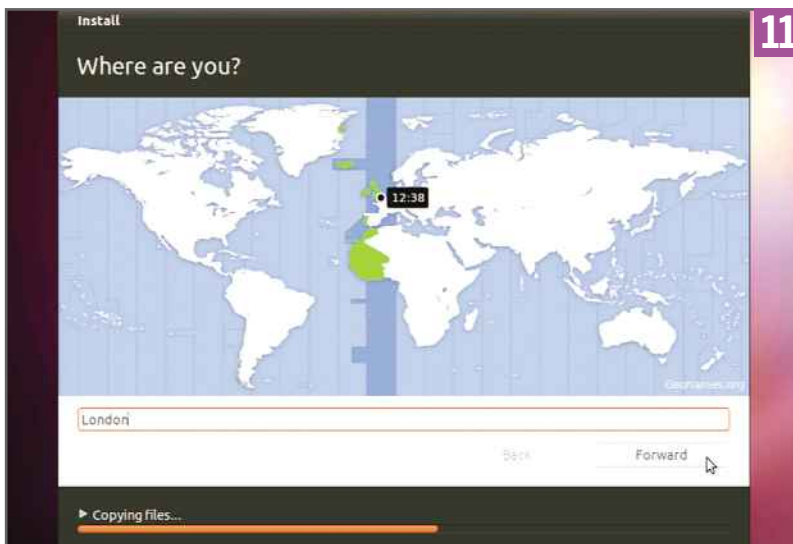 Install
11
Where are you?
12:38
Geonames.org
London
Back
Forward
Copying files...